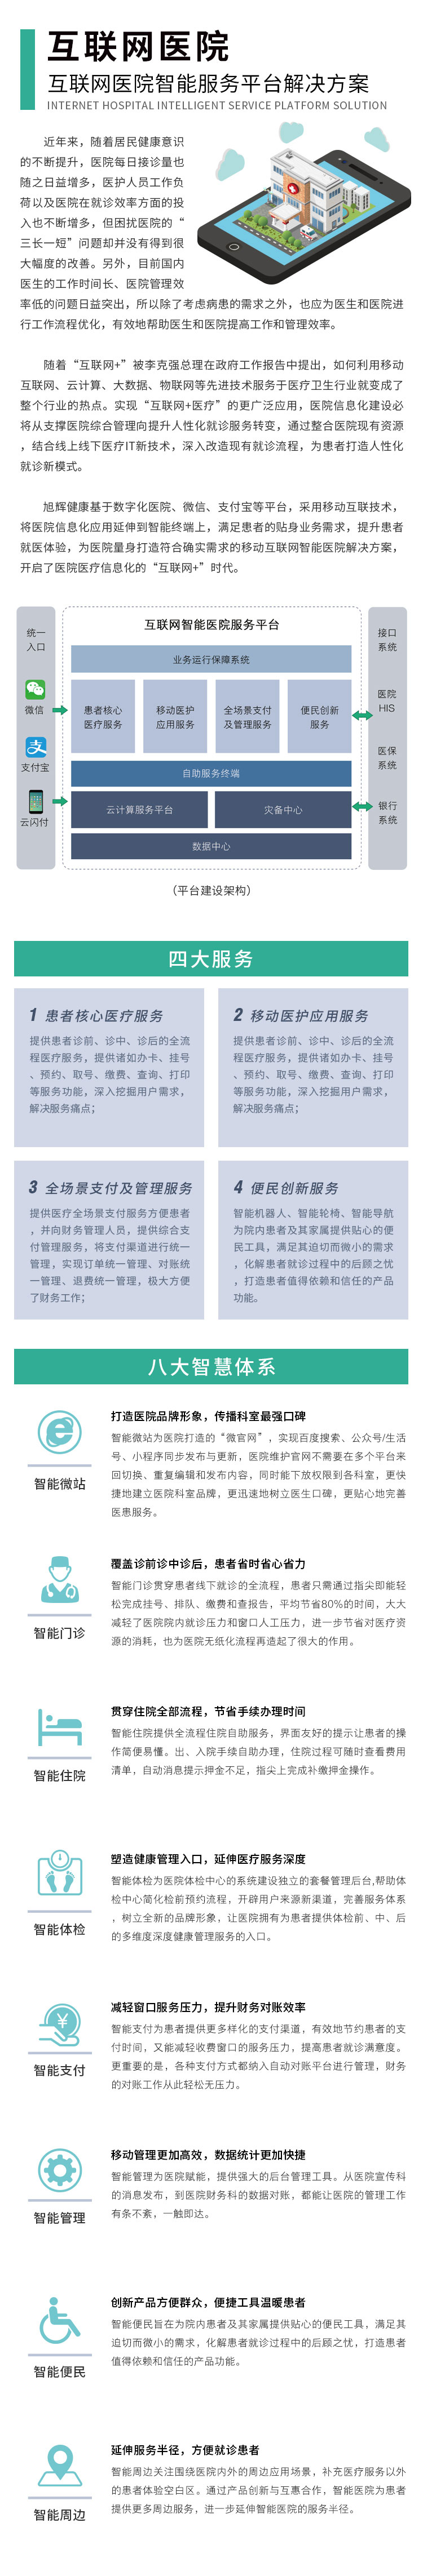 互联网医院
互联网医院智能服务平台解决方案
INTERNET HOSPITAL INTELLIGENT SERVICE PLATFORM SOLUTION
近年来，随着居民健康意识
的不断提升，医院每日接诊量也
随之日益增多，医护人员工作负
荷以及医院在就诊效率方面的投
入也不断增多，但困扰医院的“
三长一短”问题却并没有得到很
大幅度的改善。另外，目前国内
医生的工作时间长、医院管理效
率低的问题日益突出，所以除了考虑病患的需求之外，也应为医生和医院进
行工作流程优化，有效地帮助医生和医院提高工作和管理效率。
随着“互联网+”被李克强总理在政府工作报告中提出，如何利用移动
互联网、云计算、大数据、物联网等先进技术服务于医疗卫生行业就变成了
整个行业的热点。实现“互联网+医疗”的更广泛应用，医院信息化建设必
将从支撑医院综合管理向提升人性化就诊服务转变，通过整合医院现有资源
，结合线上线下医疗IT新技术，深入改造现有就诊流程，为患者打造人性化
就诊新模式。
旭辉健康基于数字化医院、微信、支付宝等平台，采用移动互联技术，
将医院信息化应用延伸到智能终端上，满足患者的贴身业务需求，提升患者
就医体验，为医院量身打造符合确实需求的移动互联网智能医院解决方案，
开启了医院医疗信息化的“互联网+”时代。
统一
入口
微信
支付宝
云闪付
互联网智能医院服务平台
业务运行保障系统
患者核心
医疗服务
移动医护
应用服务
全场景支付
及管理服务
便民创新
服务
自助服务终端
云计算服务平台
灾备中心
数据中心
接口
系统
医院
HIS
医保
系统
银行
系统
（平台建设架构）
四大服务
1 患者核心医疗服务
提供患者诊前、诊中、诊后的全流
程医疗服务，提供诸如办卡、挂号
、预约、取号、缴费、查询、打印
等服务功能，深入挖掘用户需求，
解决服务痛点；
2 移动医护应用服务
提供患者诊前、诊中、诊后的全流
程医疗服务，提供诸如办卡、挂号
、预约、取号、缴费、查询、打印
等服务功能，深入挖掘用户需求，
解决服务痛点；
3 全场景支付及管理服务
提供医疗全场景支付服务方便患者
，并向财务管理人员，提供综合支
付管理服务，将支付渠道进行统一
管理，实现订单统一管理、对账统
一管理、退费统一管理，极大方便
了财务工作；
4 便民创新服务
智能机器人、智能轮椅、智能导航
为院内患者及其家属提供贴心的便
民工具，满足其迫切而微小的需求
，化解患者就诊过程中的后顾之忧
，打造患者值得依赖和信任的产品
功能。
八大智慧体系
智能微站
打造医院品牌形象，传播科室最强口碑
智能微站为医院打造的“微官网”，实现百度搜索、公众号/生活
号、小程序同步发布与更新，医院维护官网不需要在多个平台来
回切换、重复编辑和发布内容，同时能下放权限到各科室，更快
捷地建立医院科室品牌，更迅速地树立医生口碑，更贴心地完善
医患服务。
智能门诊
覆盖诊前诊中诊后，患者省时省心省力
智能门诊贯穿患者线下就诊的全流程，患者只需通过指尖即能轻
松完成挂号、排队、缴费和查报告，平均节省80%的时间，大大
减轻了医院院内就诊压力和窗口人工压力，进一步节省对医疗资
源的消耗，也为医院无纸化流程再造起了很大的作用。
智能住院
贯穿住院全部流程，节省手续办理时间
智能住院提供全流程住院自助服务，界面友好的提示让患者的操
作简便易懂。出、入院手续自助办理，住院过程可随时查看费用
清单，自动消息提示押金不足，指尖上完成补缴押金操作。
智能体检
塑造健康管理入口，延伸医疗服务深度
智能体检为医院体检中心的系统建设独立的套餐管理后台,帮助体
检中心简化检前预约流程，开辟用户来源新渠道，完善服务体系
，树立全新的品牌形象，让医院拥有为患者提供体检前、中、后
的多维度深度健康管理服务的入口。
智能支付
减轻窗口服务压力，提升财务对账效率
智能支付为患者提供更多样化的支付渠道，有效地节约患者的支
付时间，又能减轻收费窗口的服务压力，提高患者就诊满意度。
更重要的是，各种支付方式都纳入自动对账平台进行管理，财务
的对账工作从此轻松无压力。
智能管理
移动管理更加高效，数据统计更加快捷
智能管理为医院赋能，提供强大的后台管理工具。从医院宣传科
的消息发布，到医院财务科的数据对账，都能让医院的管理工作
有条不紊，一触即达。
智能便民
创新产品方便群众，便捷工具温暖患者
智能便民旨在为院内患者及其家属提供贴心的便民工具，满足其
迫切而微小的需求，化解患者就诊过程中的后顾之忧，打造患者
值得依赖和信任的产品功能。
智能周边
延伸服务半径，方便就诊患者
智能周边关注围绕医院内外的周边应用场景，补充医疗服务以外
的患者体验空白区。通过产品创新与互惠合作，智能医院为患者
提供更多周边服务，进一步延伸智能医院的服务半径。